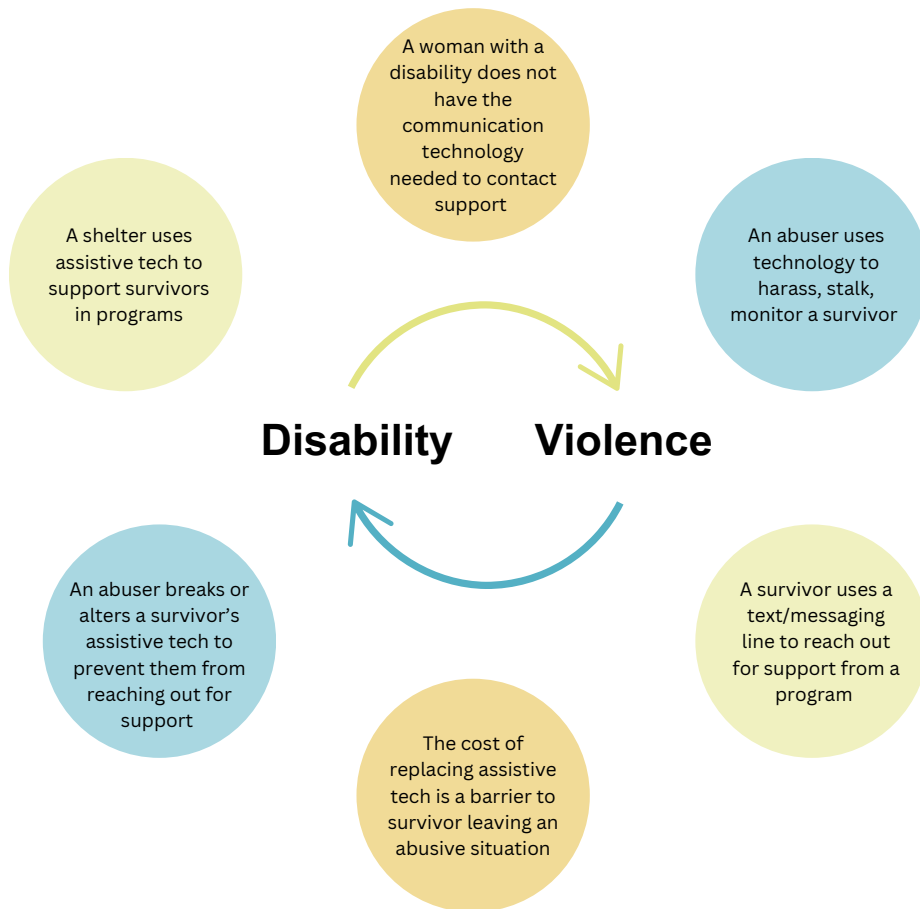 A woman with a
disability does not
have the
communication
technology
needed to contact
support
A shelter uses
assistive tech to
support survivors
in programs
An abuser uses
technology to
harass, stalk,
monitor a survivor
Disability
Violence
An abuser breaks or
alters a survivor’s
assistive tech to
prevent them from
reaching out for
support
A survivor uses a
text/messaging
line to reach out
for support from a
program
The cost of
replacing assistive
tech is a barrier to
survivor leaving an
abusive situation